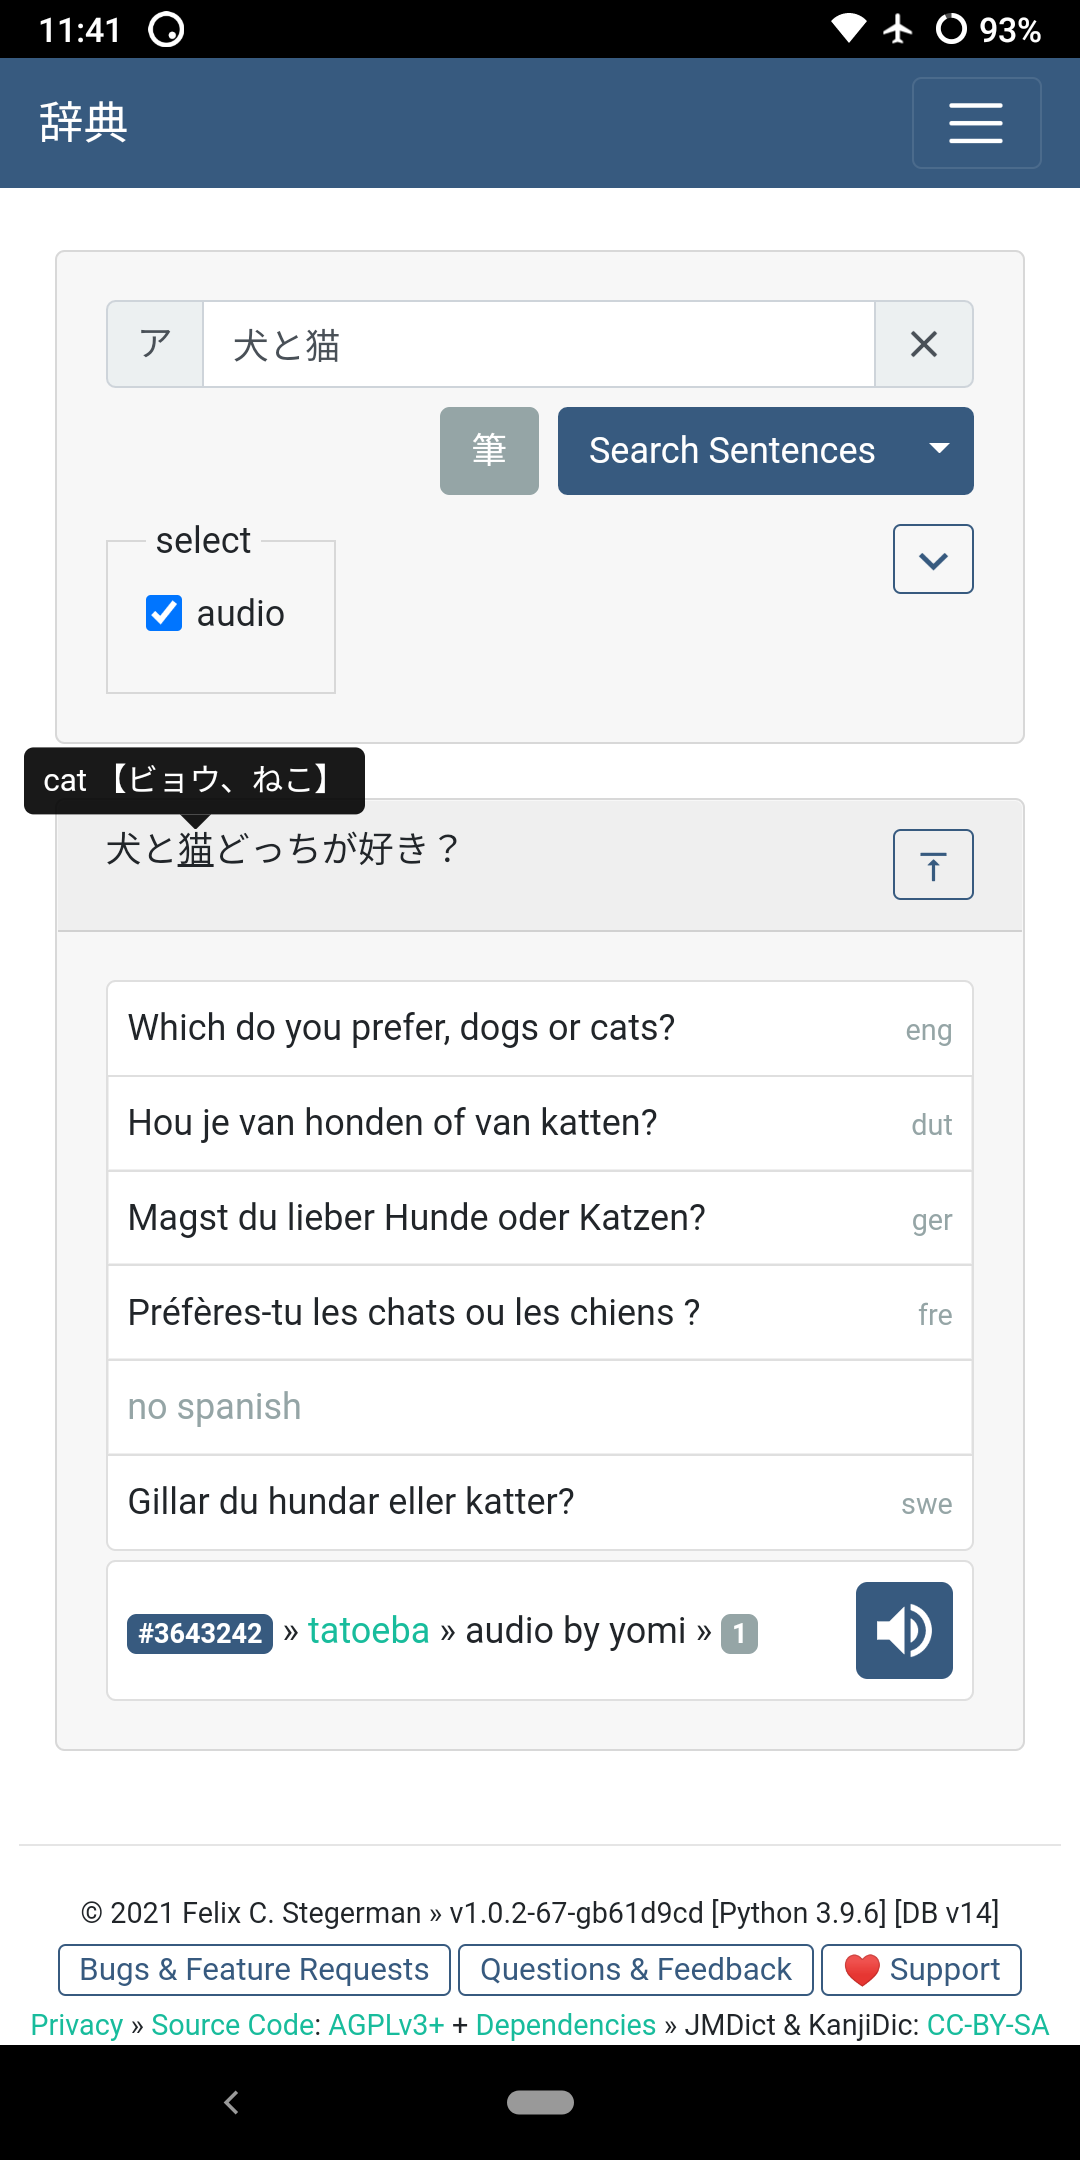 11:41 93%
辞典
ア 犬と猫 ×
筆 Search Sentences
select
audio
cat 【ビョウ、ねこ】
犬と猫どっちが好き？
Which do you prefer, dogs or cats? eng
Hou je van honden of van katten? dut
Magst du lieber Hunde oder Katzen? ger
Préfères-tu les chats ou les chiens ? fre
no spanish
Gillar du hundar eller katter? swe
#3643242 » tatoeba » audio by yomi » 1
© 2021 Felix C. Stegerman » v1.0.2-67-gb61d9cd [Python 3.9.6] [DB v14]
Bugs & Feature Requests Questions & Feedback ❤️ Support
Privacy » Source Code: AGPLv3+ + Dependencies » JMDict & KanjiDic: CC-BY-SA